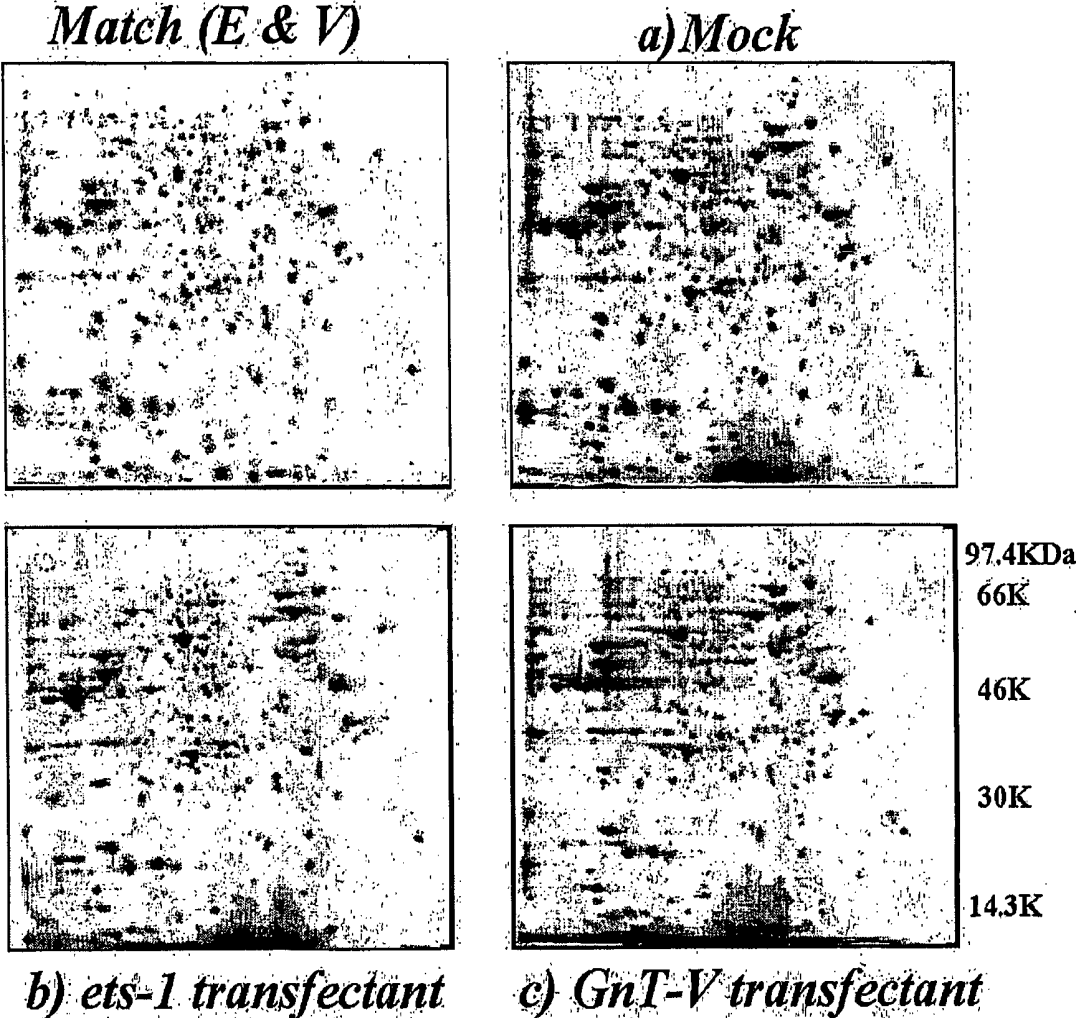 Match (E & V)
a) Mock
97.4KDa
66K
46K
30K
14.3K
b) ets-1 transfectant
c) GnT-V transfectant